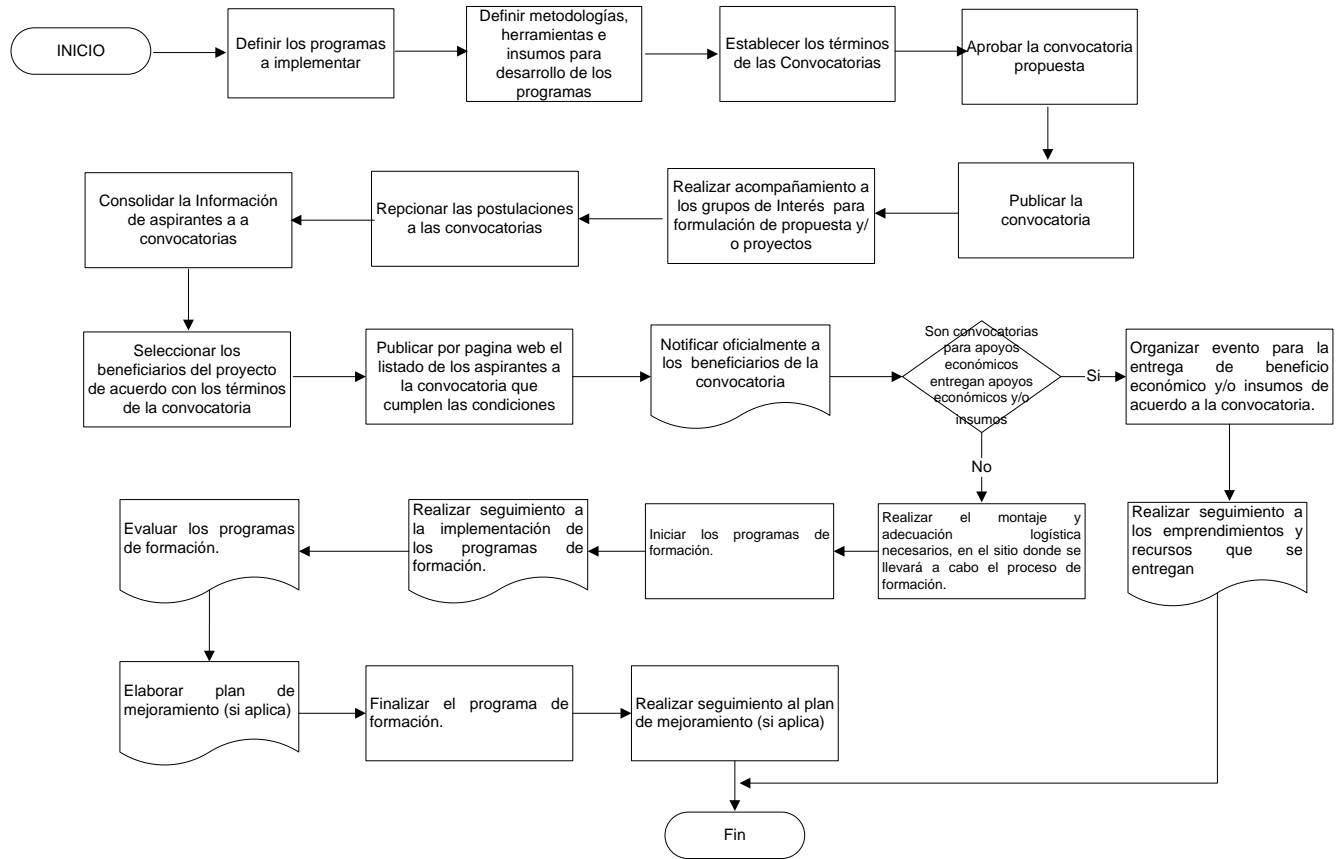 INICIO
Definir los programas
a implementar
Definir metodologías,
herramientas e
insumos para
desarrollo de los
programas
Establecer los términos
de las Convocatorias
Aprobar la convocatoria
propuesta
Publicar la
convocatoria
Realizar acompañamiento a
los grupos de Interés para
formulación de propuesta y/
o proyectos
Repcionar las postulaciones
a las convocatorias
Consolidar la Información
de aspirantes a a
convocatorias
Seleccionar los
beneficiarios del proyecto
de acuerdo con los términos
de la convocatoria
Publicar por pagina web el
listado de los aspirantes a
la convocatoria que
cumplen las condiciones
Notificar oficialmente a
los beneficiarios de la
convocatoria
Son convocatorias
para apoyos
económicos
entregan apoyos
económicos y/o
insumos
Si
Organizar evento para la
entrega de beneficio
económico y/o insumos de
acuerdo a la convocatoria.
Realizar seguimiento a
los emprendimientos y
recursos que se
entregan
No
Realizar el montaje y
adecuación logística
necesarios, en el sitio donde se
llevará a cabo el proceso de
formación.
Iniciar los programas de
formación.
Realizar seguimiento a
la implementación de
los programas de
formación.
Evaluar los programas
de formación.
Elaborar plan de
mejoramiento (si aplica)
Finalizar el programa de
formación.
Realizar seguimiento al plan
de mejoramiento (si aplica)
Fin